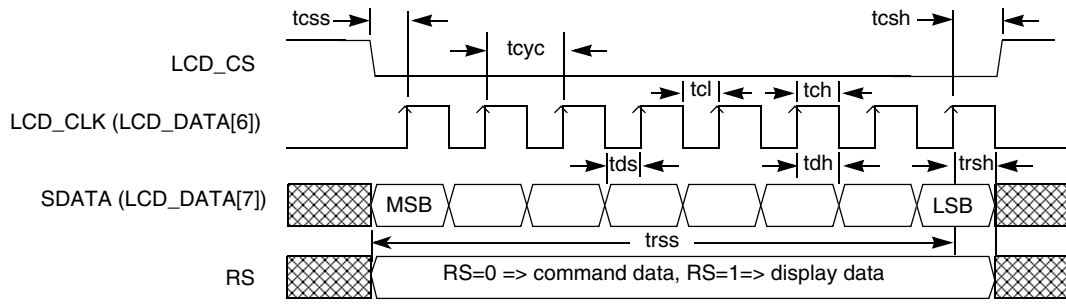 tcss
tcsh
tcyc
LCD_CS
tcl
tch
LCD_CLK (LCD_DATA[6])
tds
tdh
trsh
SDATA (LCD_DATA[7])
MSB
LSB
trss
RS
RS=0 => command data, RS=1=> display data